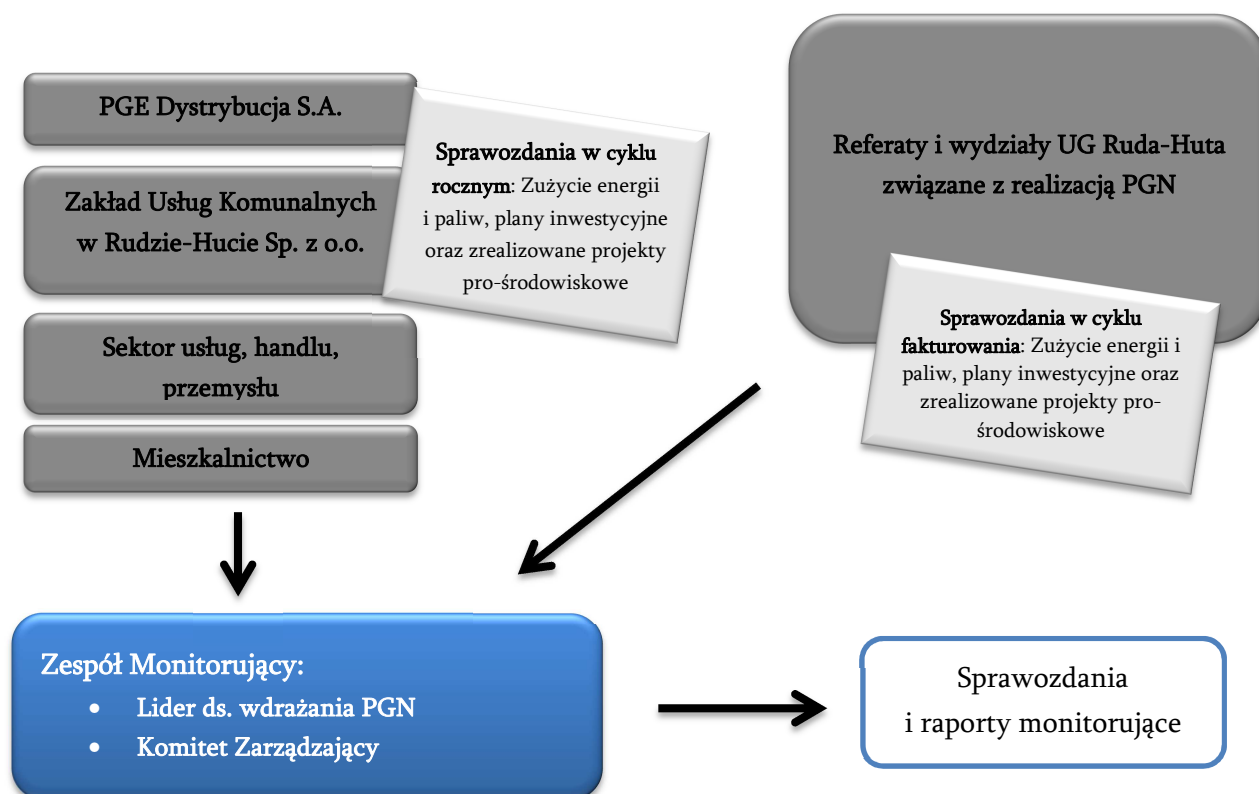 PGE Dystrybucja S.A.
Zakład Usług Komunalnych
w Rudzie-Hucie Sp. z o.o.
Sektor usług, handlu,
przemysłu
Mieszkalnictwo
Sprawozdania w cyklu
rocznym: Zużycie energii
i paliw, plany inwestycyjne
oraz zrealizowane projekty
pro-środowiskowe
Referaty i wydziały UG Ruda-Huta
związane z realizacją PGN
Sprawozdania w cyklu
fakturowania: Zużycie energii i
paliw, plany inwestycyjne oraz
zrealizowane projekty pro-
środowiskowe
Zespół Monitorujący:
• Lider ds. wdrażania PGN
• Komitet Zarządzający
Sprawozdania
i raporty monitorujące